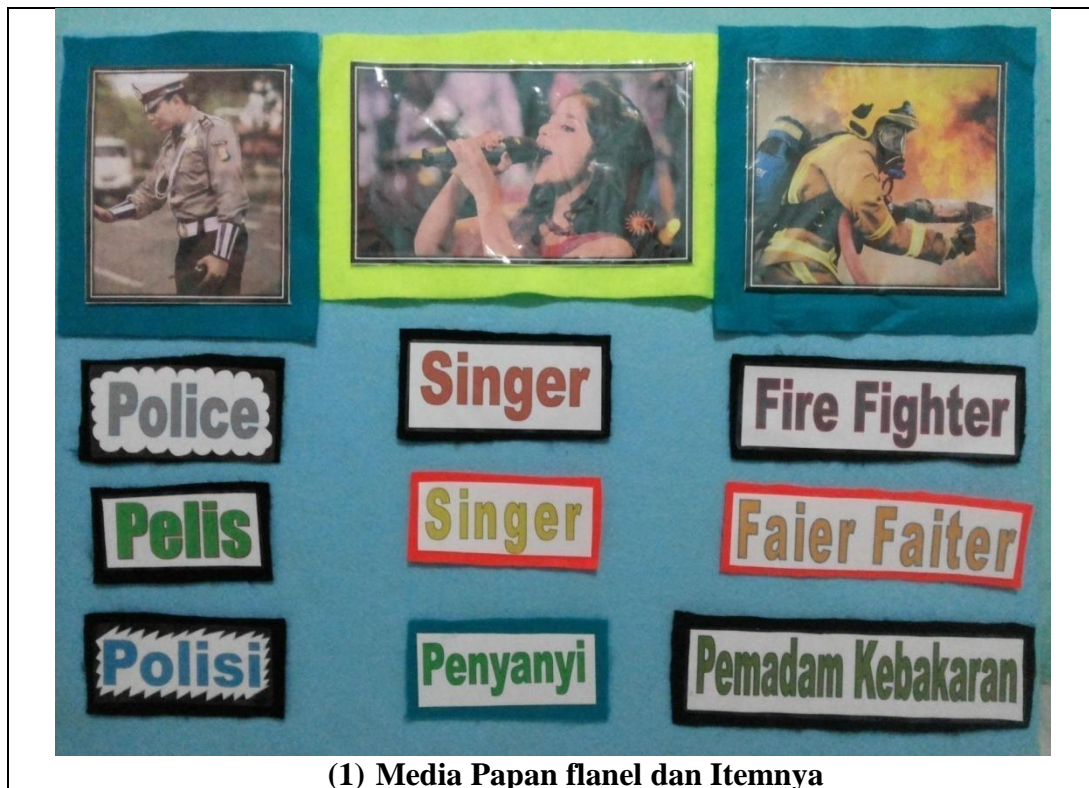 Police
Singer
Fire Fighter
Pelis
Singer
Faier Faiter
Polisi
Penyanyi
Pemadam Kebakaran
(1) Media Papan flanel dan Itemnya